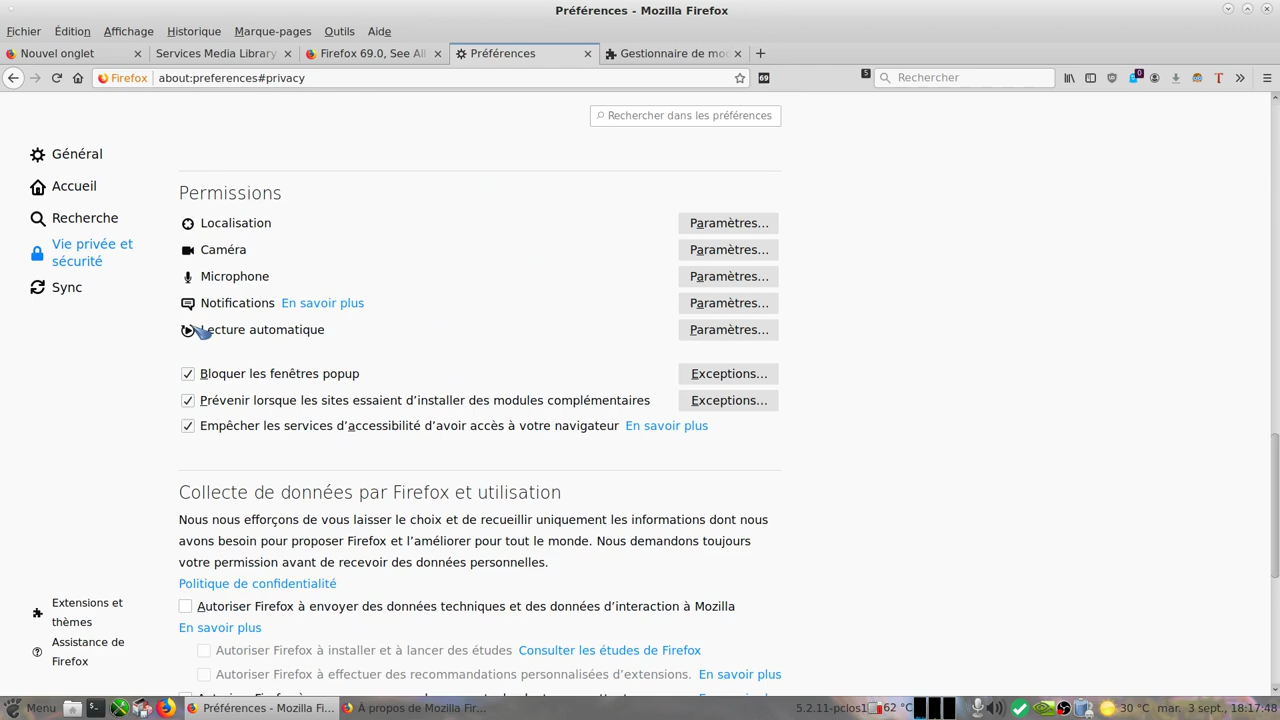 Préférences - Mozilla Firefox
Fichier Édition Affichage Historique Marque-pages Outils Aide
Nouvel onglet Services Media Library Firefox 69.0, See All Préférences Gestionnaire de mo
Firefox about:preferences#privacy 69 5 Rechercher 0 T
Rechercher dans les préférences
Général
Accueil
Recherche
Vie privée et
sécurité
Sync
Permissions
Localisation Paramètres…
Caméra Paramètres…
Microphone Paramètres…
Notifications En savoir plus Paramètres…
Lecture automatique Paramètres…
Bloquer les fenêtres popup Exceptions…
Prévenir lorsque les sites essaient d’installer des modules complémentaires Exceptions…
Empêcher les services d’accessibilité d’avoir accès à votre navigateur En savoir plus
Collecte de données par Firefox et utilisation
Nous nous efforçons de vous laisser le choix et de recueillir uniquement les informations dont nous
avons besoin pour proposer Firefox et l’améliorer pour tout le monde. Nous demandons toujours
votre permission avant de recevoir des données personnelles.
Politique de confidentialité
Autoriser Firefox à envoyer des données techniques et des données d’interaction à Mozilla
En savoir plus
Autoriser Firefox à installer et à lancer des études Consulter les études de Firefox
Autoriser Firefox à effectuer des recommandations personnalisées d’extensions. En savoir plus
Extensions et
thèmes
Assistance de
Firefox
Menu Préférences - Mozilla Fi... À propos de Mozilla Fir... 5.2.11-pclos1 62 °C 30 °C mar. 3 sept., 18:17:48